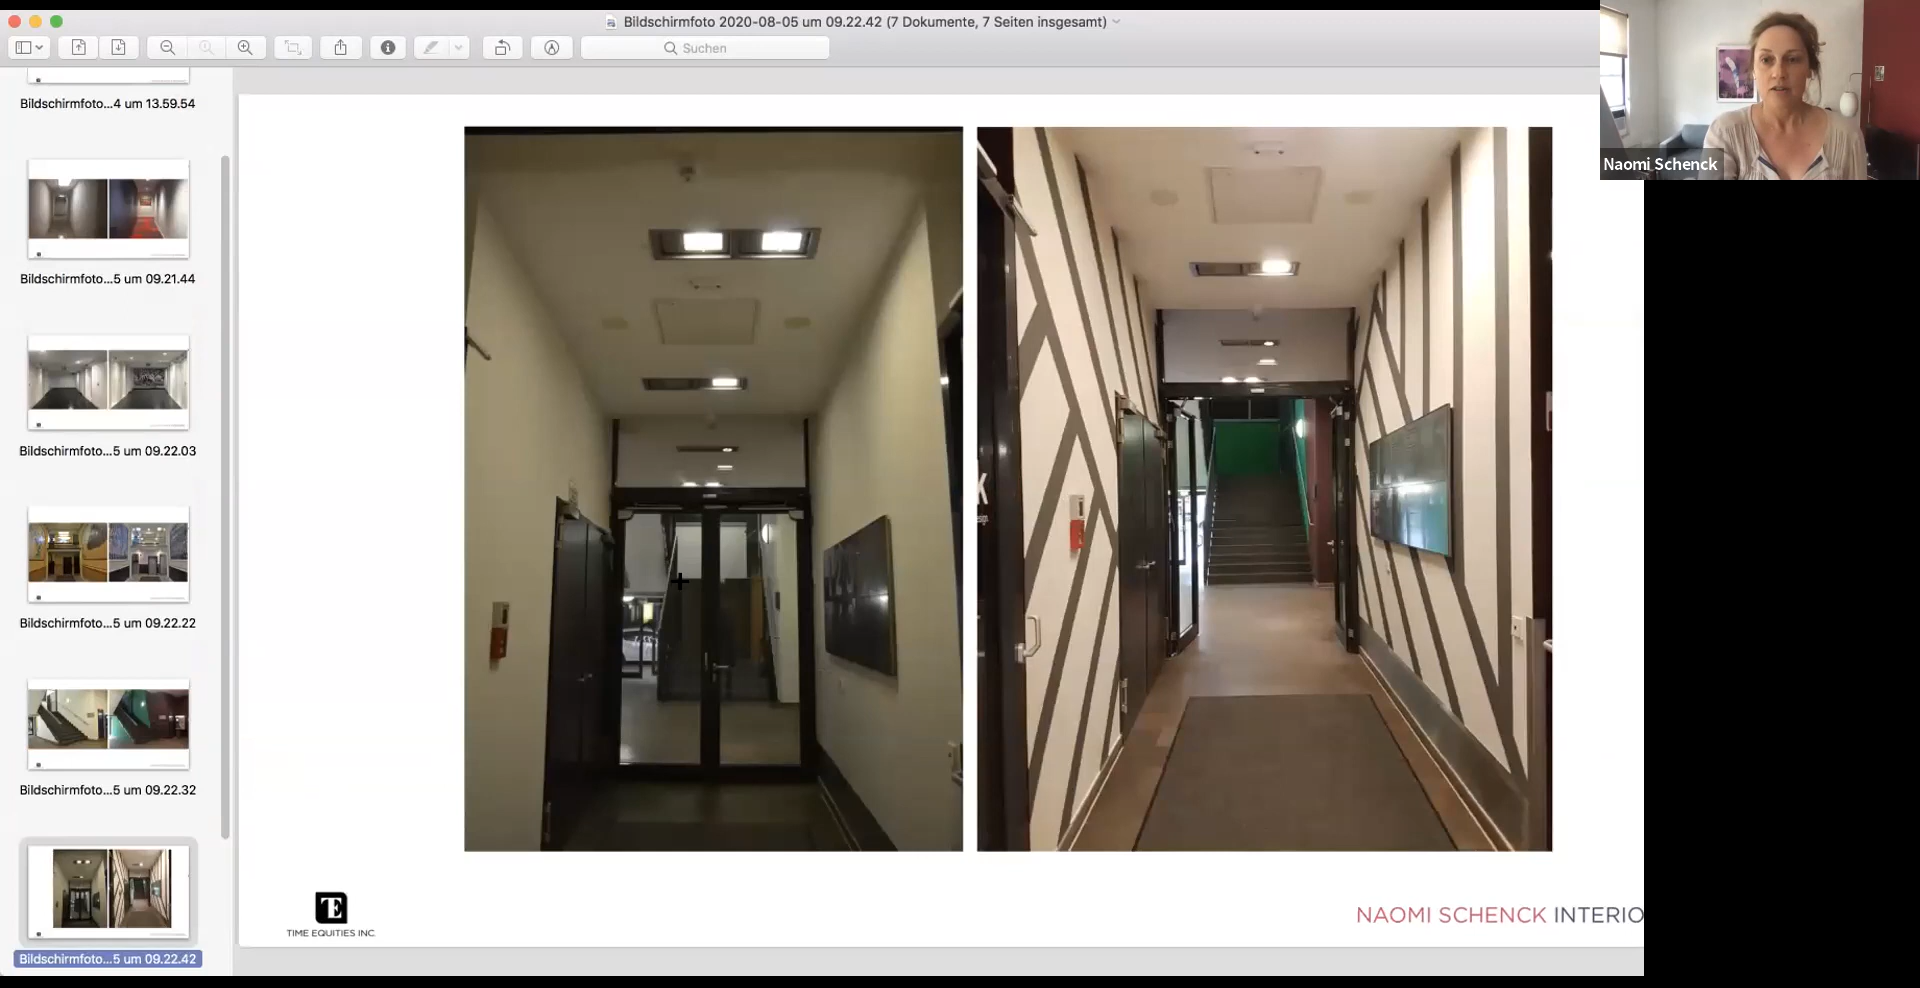 Bildschirmfoto 2020-08-05 um 09.22.42 (7 Dokumente, 7 Seiten insgesamt)
Suchen
Naomi Schenck
Bildschirmfoto...4 um 13.59.54
Bildschirmfoto...5 um 09.21.44
Bildschirmfoto...5 um 09.22.03
Bildschirmfoto...5 um 09.22.22
Bildschirmfoto...5 um 09.22.32
Bildschirmfoto...5 um 09.22.42
TE
TIME EQUITIES INC.
NAOMI SCHENCK INTERIO